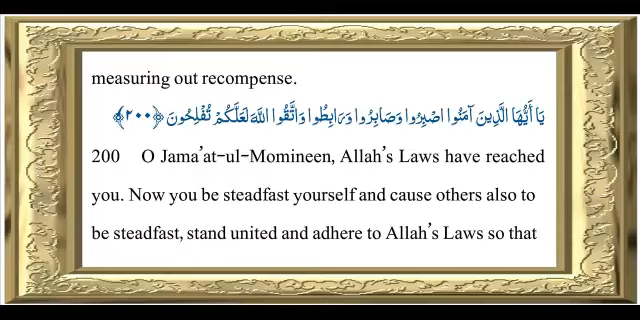 measuring out recompense.
يَا أَيُّهَا الَّذِينَ آمَنُوا اصْبِرُوا وَصَابِرُوا وَرَابِطُوا وَاتَّقُوا اللَّهَ لَعَلَّكُمْ تُفْلِحُونَ ﴿٢٠٠﴾
200 O Jama’at-ul-Momineen, Allah’s Laws have reached
you. Now you be steadfast yourself and cause others also to
be steadfast, stand united and adhere to Allah’s Laws so that